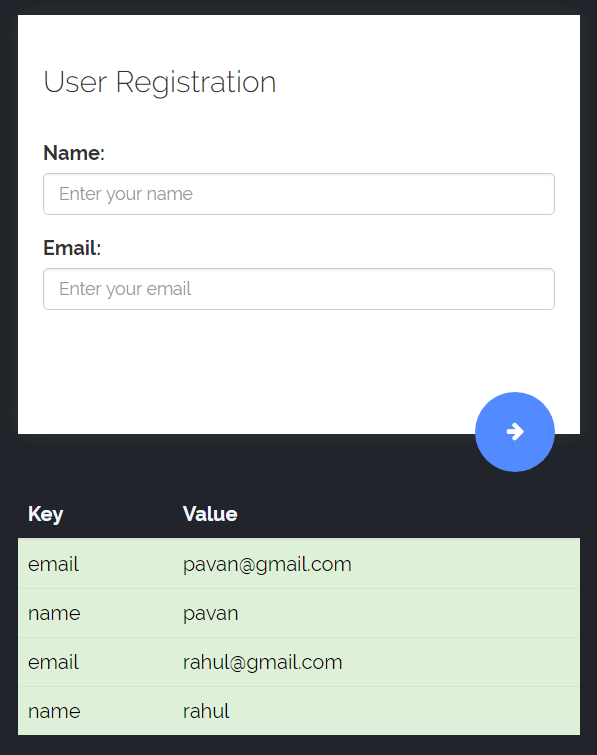 User Registration
Name:
Enter your name
Email:
Enter your email
Key Value
email pavan@gmail.com
name pavan
email rahul@gmail.com
name rahul